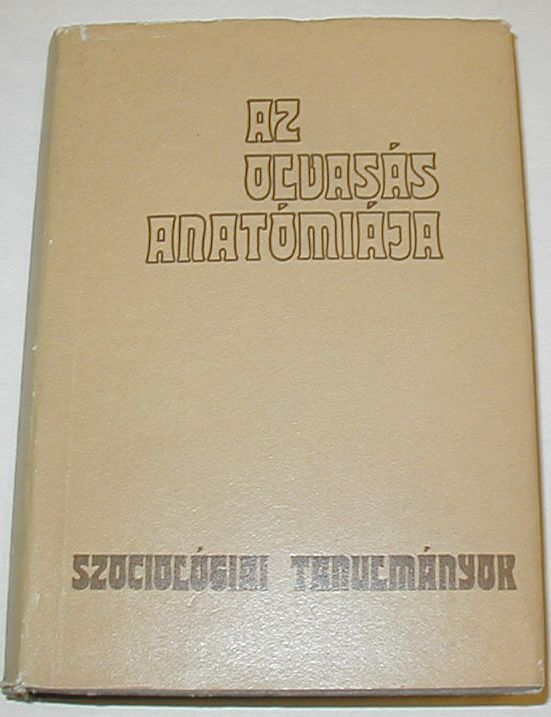 AZ
OLVASÁS
ANATÓMIÁJA
SZOCIOLÓGIAI TANULMÁNYOK